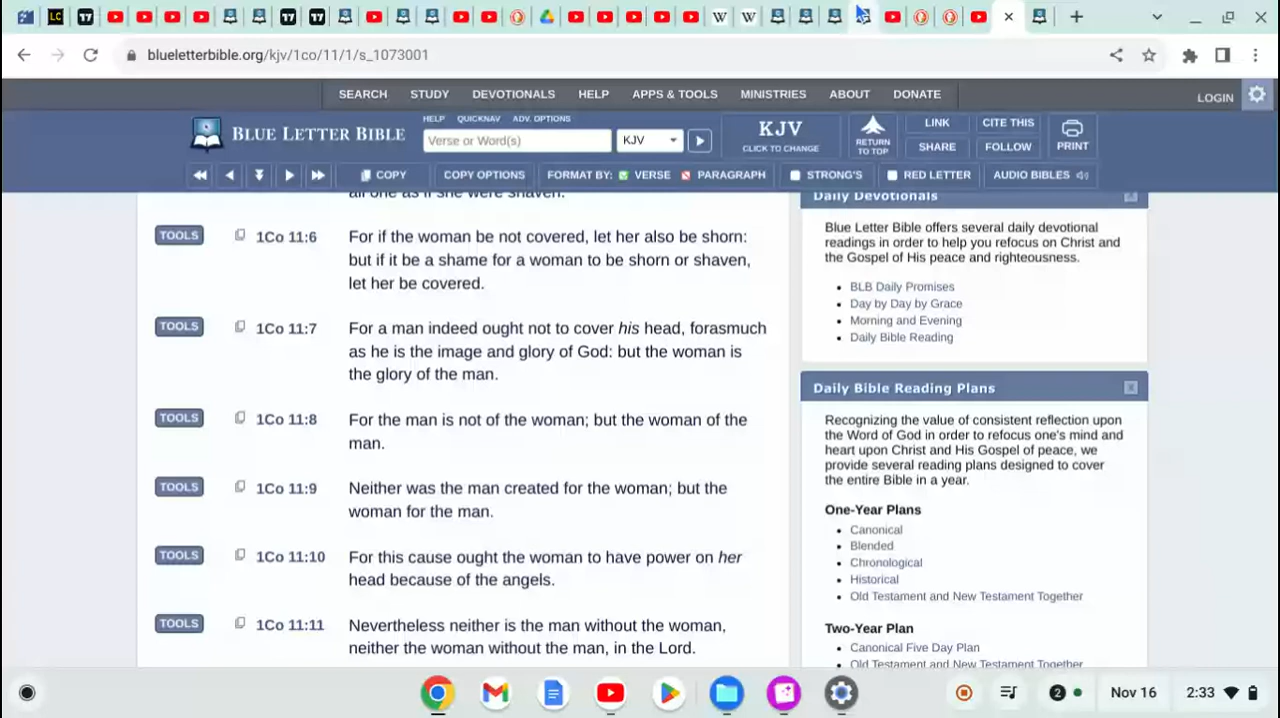 LC
W
W
blueletterbible.org/kjv/1co/11/1/s_1073001
SEARCH STUDY DEVOTIONALS HELP APPS & TOOLS MINISTRIES ABOUT DONATE
LOGIN
BLUE LETTER BIBLE
HELP QUICKNAV ADV. OPTIONS
Verse or Word(s)
KJV
KJV
CLICK TO CHANGE
RETURN
TO TOP
LINK
CITE THIS
SHARE
FOLLOW
PRINT
COPY
COPY OPTIONS
FORMAT BY: VERSE PARAGRAPH
STRONG'S
RED LETTER
AUDIO BIBLES
all one as if she were shaven.
TOOLS 1Co 11:6 For if the woman be not covered, let her also be shorn:
but if it be a shame for a woman to be shorn or shaven,
let her be covered.
TOOLS 1Co 11:7 For a man indeed ought not to cover his head, forasmuch
as he is the image and glory of God: but the woman is
the glory of the man.
TOOLS 1Co 11:8 For the man is not of the woman; but the woman of the
man.
TOOLS 1Co 11:9 Neither was the man created for the woman; but the
woman for the man.
TOOLS 1Co 11:10 For this cause ought the woman to have power on her
head because of the angels.
TOOLS 1Co 11:11 Nevertheless neither is the man without the woman,
neither the woman without the man, in the Lord.
Daily Devotionals
Blue Letter Bible offers several daily devotional
readings in order to help you refocus on Christ and
the Gospel of His peace and righteousness.
BLB Daily Promises
Day by Day by Grace
Morning and Evening
Daily Bible Reading
Daily Bible Reading Plans
Recognizing the value of consistent reflection upon
the Word of God in order to refocus one's mind and
heart upon Christ and His Gospel of peace, we
provide several reading plans designed to cover
the entire Bible in a year.
One-Year Plans
Canonical
Blended
Chronological
Historical
Old Testament and New Testament Together
Two-Year Plan
Canonical Five Day Plan
Old Testament and New Testament Together
2
Nov 16
2:33